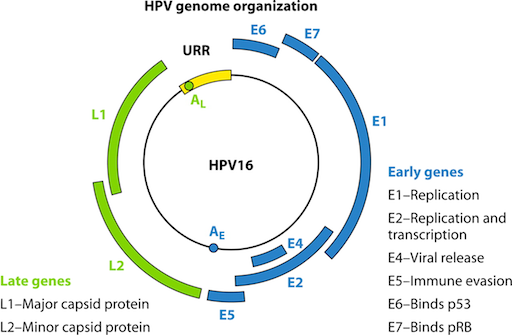 HPV genome organization
E6
E7
URR
AL
L1
E1
HPV16
Early genes
E1–Replication
E2–Replication and
transcription
E4–Viral release
E5–Immune evasion
E6–Binds p53
E7–Binds pRB
AE
E4
E2
L2
E5
Late genes
L1–Major capsid protein
L2–Minor capsid protein